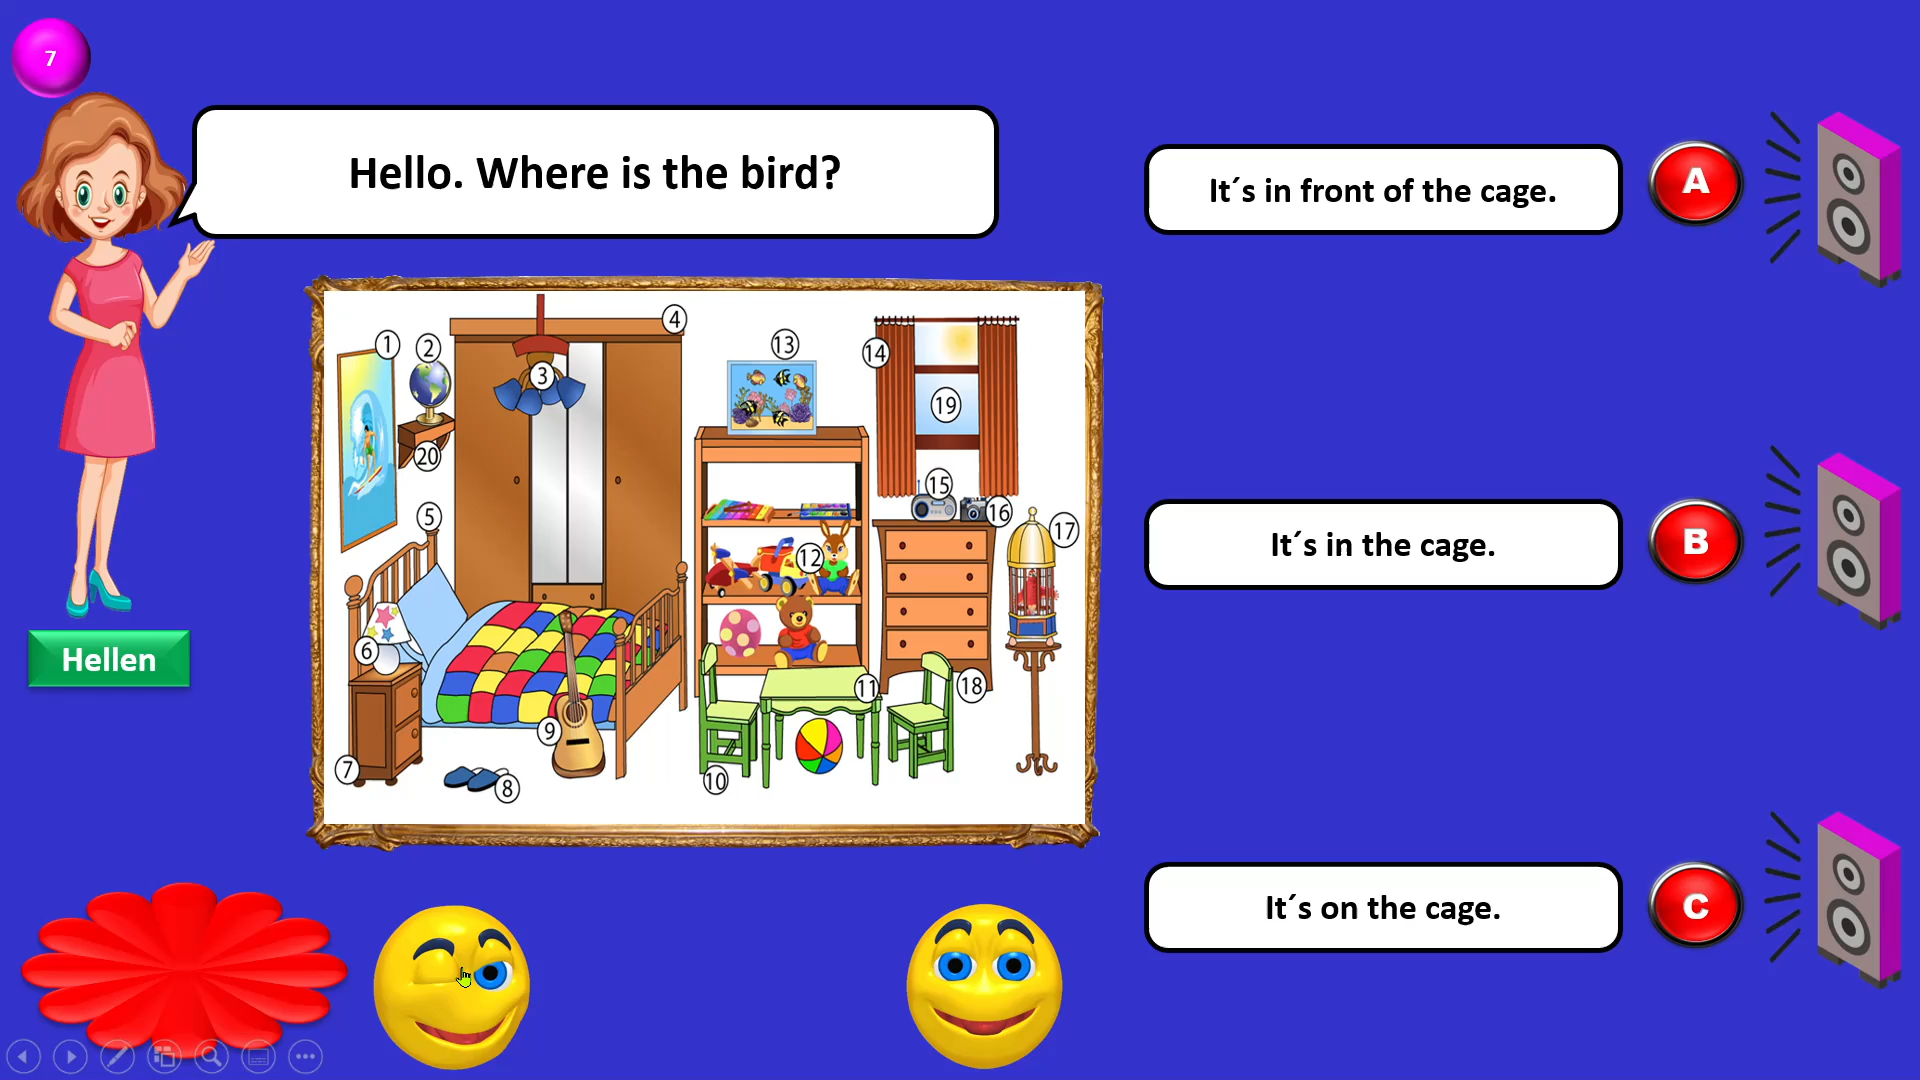 7
Hello. Where is the bird?
Hellen
It´s in front of the cage.
A
It´s in the cage.
B
It´s on the cage.
C
1
2
3
4
5
6
7
8
9
10
11
12
13
14
15
16
17
18
19
20